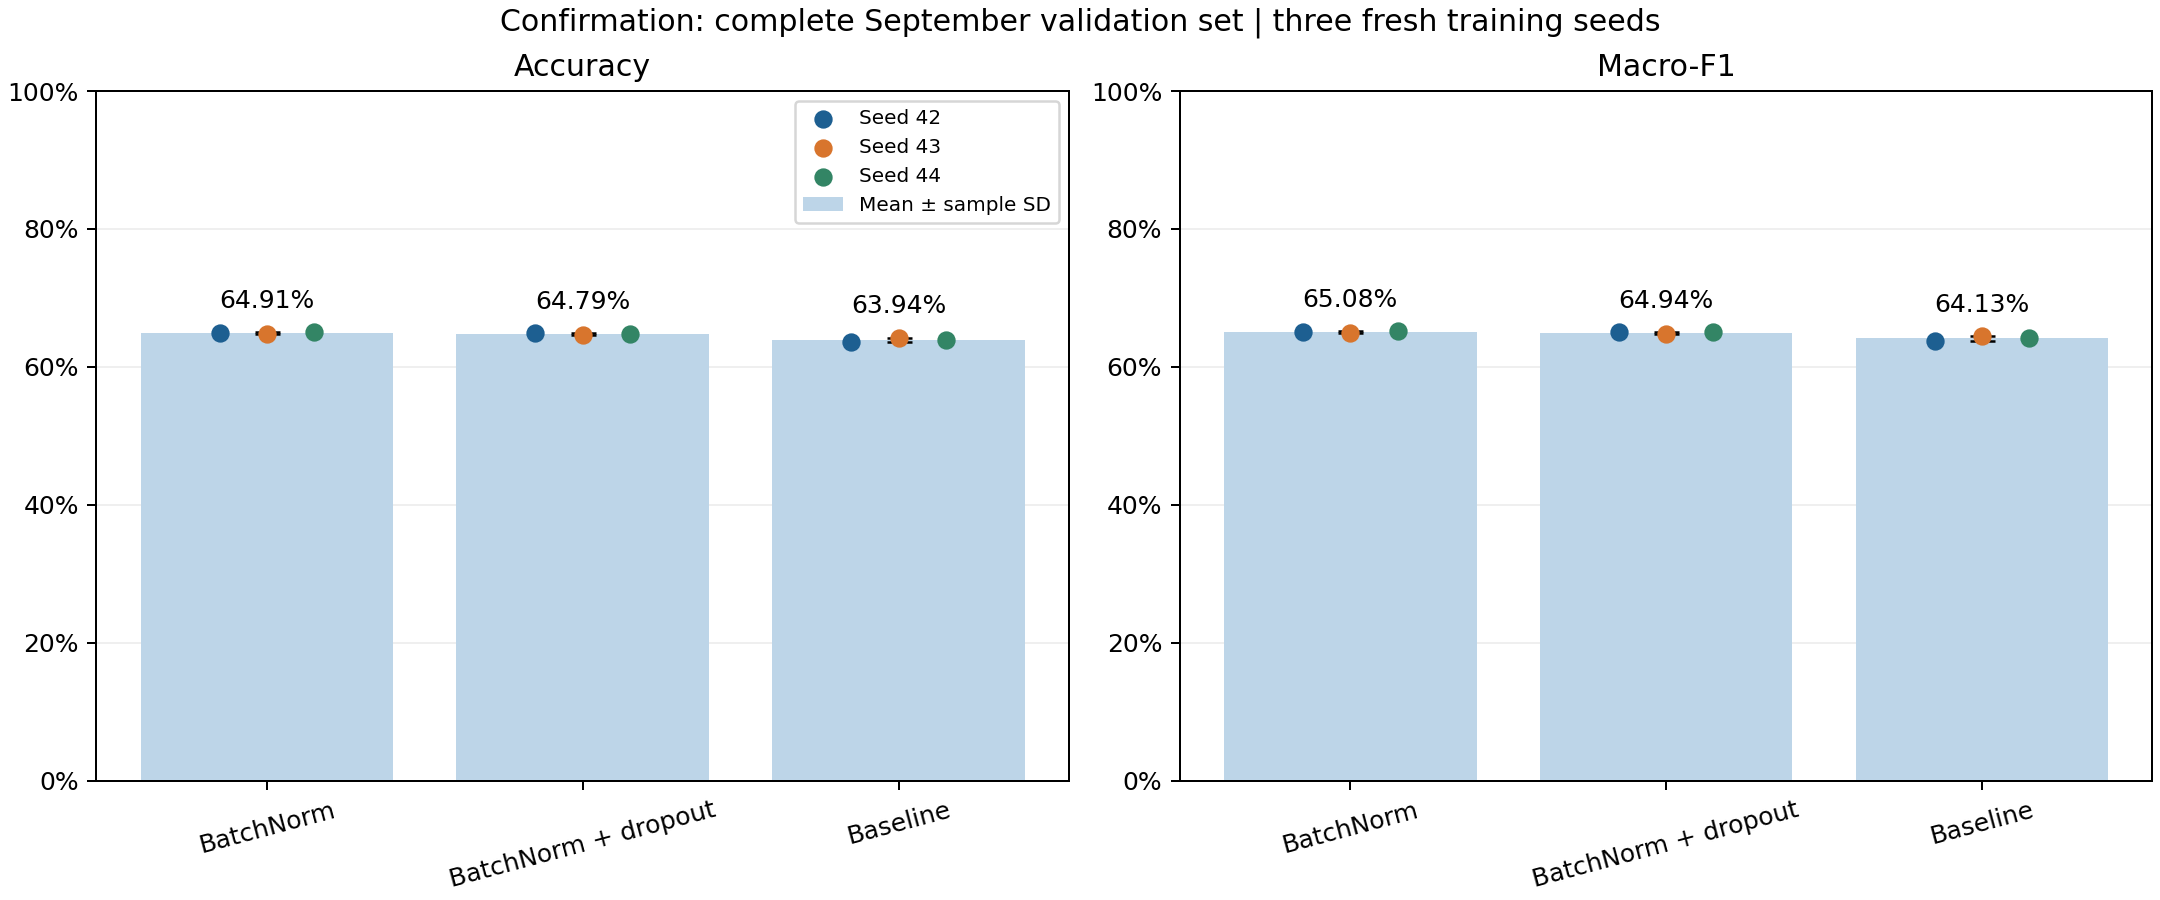 Confirmation: complete September validation set | three fresh training seeds
Accuracy
100%
80%
60%
40%
20%
0%
Seed 42
Seed 43
Seed 44
Mean ± sample SD
64.91%
64.79%
63.94%
BatchNorm
BatchNorm + dropout
Baseline
Macro-F1
100%
80%
60%
40%
20%
0%
65.08%
64.94%
64.13%
BatchNorm
BatchNorm + dropout
Baseline